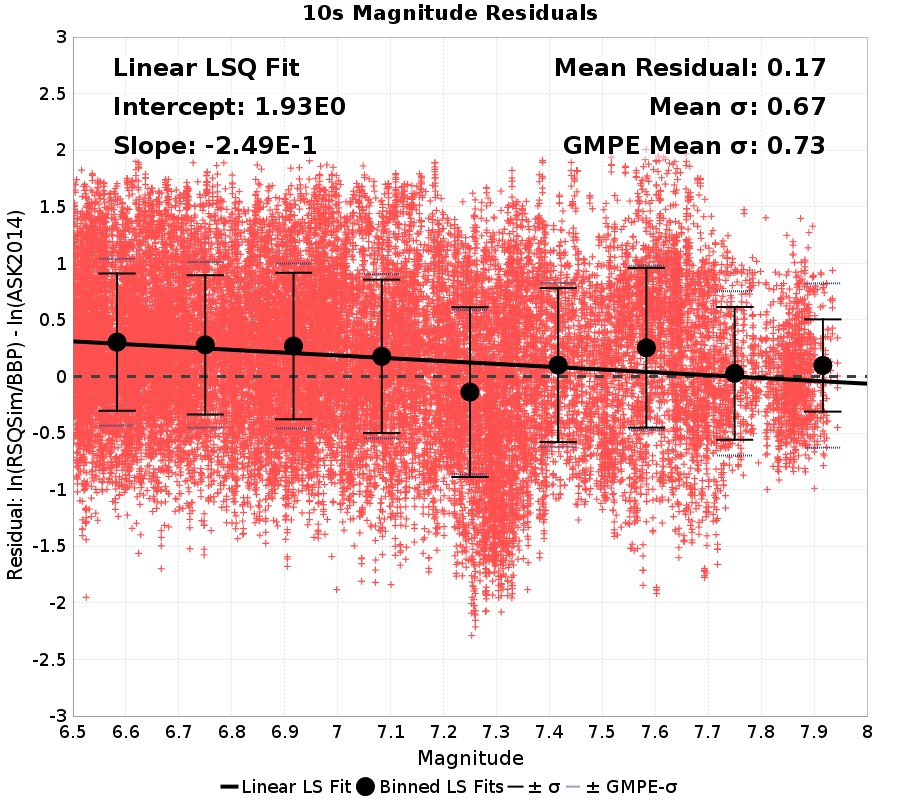 10s Magnitude Residuals
Linear LSQ Fit
Intercept: 1.93E0
Slope: -2.49E-1
Mean Residual: 0.17
Mean σ: 0.67
GMPE Mean σ: 0.73
Residual: ln(RSQSim/BBP) - ln(ASK2014)
3
2.5
2
1.5
1
0.5
0
-0.5
-1
-1.5
-2
-2.5
-3
6.5 6.6 6.7 6.8 6.9 7 7.1 7.2 7.3 7.4 7.5 7.6 7.7 7.8 7.9 8
Magnitude
Linear LS Fit Binned LS Fits ± σ ± GMPE-σ